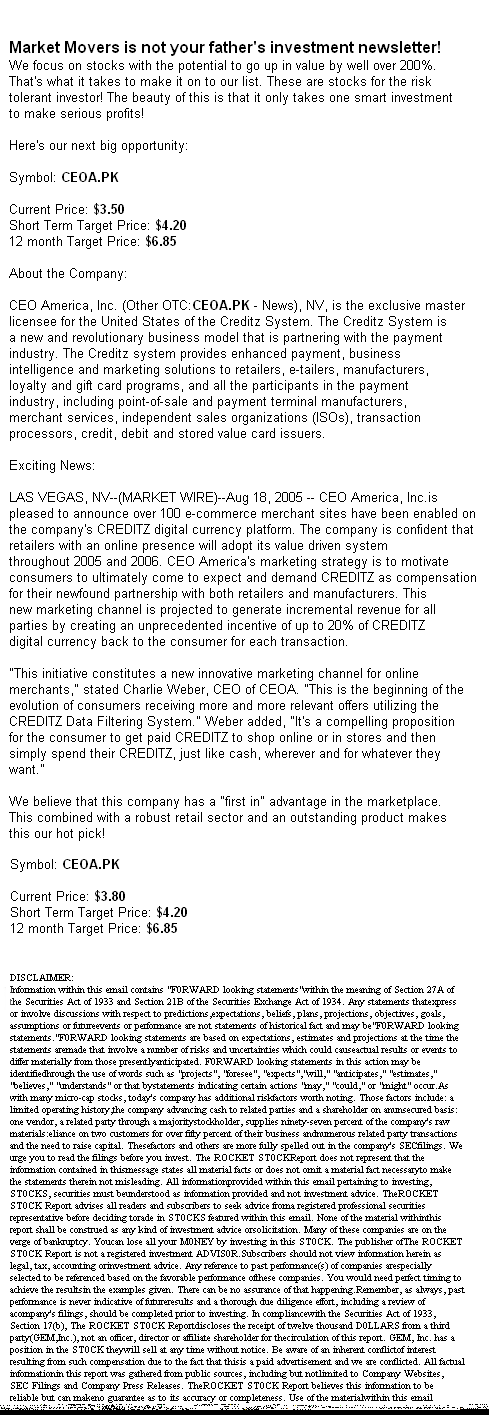 Market Movers is not your father's investment newsletter!
We focus on stocks with the potential to go up in value by well over 200%.
That's what it takes to make it on to our list. These are stocks for the risk
tolerant investor! The beauty of this is that it only takes one smart investment
to make serious profits!
Here's our next big opportunity:
Symbol: CEOA.PK
Current Price: $3.50
Short Term Target Price: $4.20
12 month Target Price: $6.85
About the Company:
CEO America, Inc. (Other OTC:CEOA.PK - News), NV, is the exclusive master
licensee for the United States of the Creditz System. The Creditz System is
a new and revolutionary business model that is partnering with the payment
industry. The Creditz system provides enhanced payment, business
intelligence and marketing solutions to retailers, e-tailers, manufacturers,
loyalty and gift card programs, and all the participants in the payment
industry, including point-of-sale and payment terminal manufacturers,
merchant services, independent sales organizations (ISOs), transaction
processors, credit, debit and stored value card issuers.
Exciting News:
LAS VEGAS, NV--(MARKET WIRE)--Aug 18, 2005 -- CEO America, Inc.is
pleased to announce over 100 e-commerce merchant sites have been enabled on
the company's CREDITZ digital currency platform. The company is confident that
retailers with an online presence will adopt its value driven system
throughout 2005 and 2006. CEO America's marketing strategy is to motivate
consumers to ultimately come to expect and demand CREDITZ as compensation
for their newfound partnership with both retailers and manufacturers. This
new marketing channel is projected to generate incremental revenue for all
parties by creating an unprecedented incentive of up to 20% of CREDITZ
digital currency back to the consumer for each transaction.
"This initiative constitutes a new innovative marketing channel for online
merchants," stated Charlie Weber, CEO of CEOA. "This is the beginning of the
evolution of consumers receiving more and more relevant offers utilizing the
CREDITZ Data Filtering System." Weber added, "It's a compelling proposition
for the consumer to get paid CREDITZ to shop online or in stores and then
simply spend their CREDITZ, just like cash, wherever and for whatever they
want."
We believe that this company has a "first in" advantage in the marketplace.
This combined with a robust retail sector and an outstanding product makes
this our hot pick!
Symbol: CEOA.PK
Current Price: $3.80
Short Term Target Price: $4.20
12 month Target Price: $6.85
DISCLAIMER:
Information within this email contains "F0RWARD looking statements"within the meaning of Section 27A of
the Securities Act of 1933 and Section 21B of the Securities Exchange Act of 1934. Any statements thatexpress
or involve discussions with respect to predictions,expectations, beliefs, plans, projections, objectives, goals,
assumptions or futureevents or performance are not statements of historical fact and may be"F0RWARD looking
statements."F0RWARD looking statements are based on expectations, estimates and projections at the time the
statements aremade that involve a number of risks and uncertainties which could causeactual results or events to
differ materially from those presentlyanticipated. F0RWARD looking statements in this action may be
identifiedthrough the use of words such as "projects", "foresee", "expects","will," "anticipates," "estimates,"
"believes," "understands" or that bystatements indicating certain actions "may," "could," or "might" occur.As
with many micro-cap stocks, today's company has additional riskfactors worth noting. Those factors include: a
limited operating history,the company advancing cash to related parties and a shareholder on anunsecured basis:
one vendor, a related party through a majoritystockholder, supplies ninety-seven percent of the company's raw
materials:eliance on two customers for over fifty percent of their business andnumerous related party transactions
and the need to raise capital. Thesefactors and others are more fully spelled out in the company's SECfilings. We
urge you to read the filings before you invest. The ROCKET ST0CKReport does not represent that the
information contained in thismessage states all material facts or does not omit a material fact necessaryto make
the statements therein not misleading. All informationprovided within this email pertaining to investing,
ST0CKS, securities must beunderstood as information provided and not investment advice. TheROCKET
ST0CK Report advises all readers and subscribers to seek advice froma registered professional securities
representative before deciding torade in ST0CKS featured within this email. None of the material withinthis
report shall be construed as any kind of investment advice orsolicitation. Many of these companies are on the
verge of bankruptcy. Youcan lose all your M0NEY by investing in this ST0CK. The publisher ofThe ROCKET
ST0CK Report is not a registered investment ADVIS0R.Subscribers should not view information herein as
legal, tax, accounting orinvestment advice. Any reference to past performance(s) of companies arespecially
selected to be referenced based on the favorable performance ofthese companies. You would need perfect timing to
achieve the resultsin the examples given. There can be no assurance of that happening.Remember, as always, past
performance is never indicative of futureresults and a thorough due diligence effort, including a review of
acompany's filings, should be completed prior to investing. In compliancewith the Securities Act of 1933,
Section 17(b), The ROCKET ST0CK Reportdiscloses the receipt of twelve thousand D0LLARS from a third
party(GEM,Inc.), not an officer, director or affiliate shareholder for thecirculation of this report. GEM, Inc. has a
position in the ST0CK theywill sell at any time without notice. Be aware of an inherent conflictof interest
resulting from such compensation due to the fact that thisis a paid advertisement and we are conflicted. All factual
informationin this report was gathered from public sources, including but notlimited to Company Websites,
SEC Filings and Company Press Releases. TheROCKET ST0CK Report believes this information to be
reliable but can makeno guarantee as to its accuracy or completeness. Use of the materialwithin this email